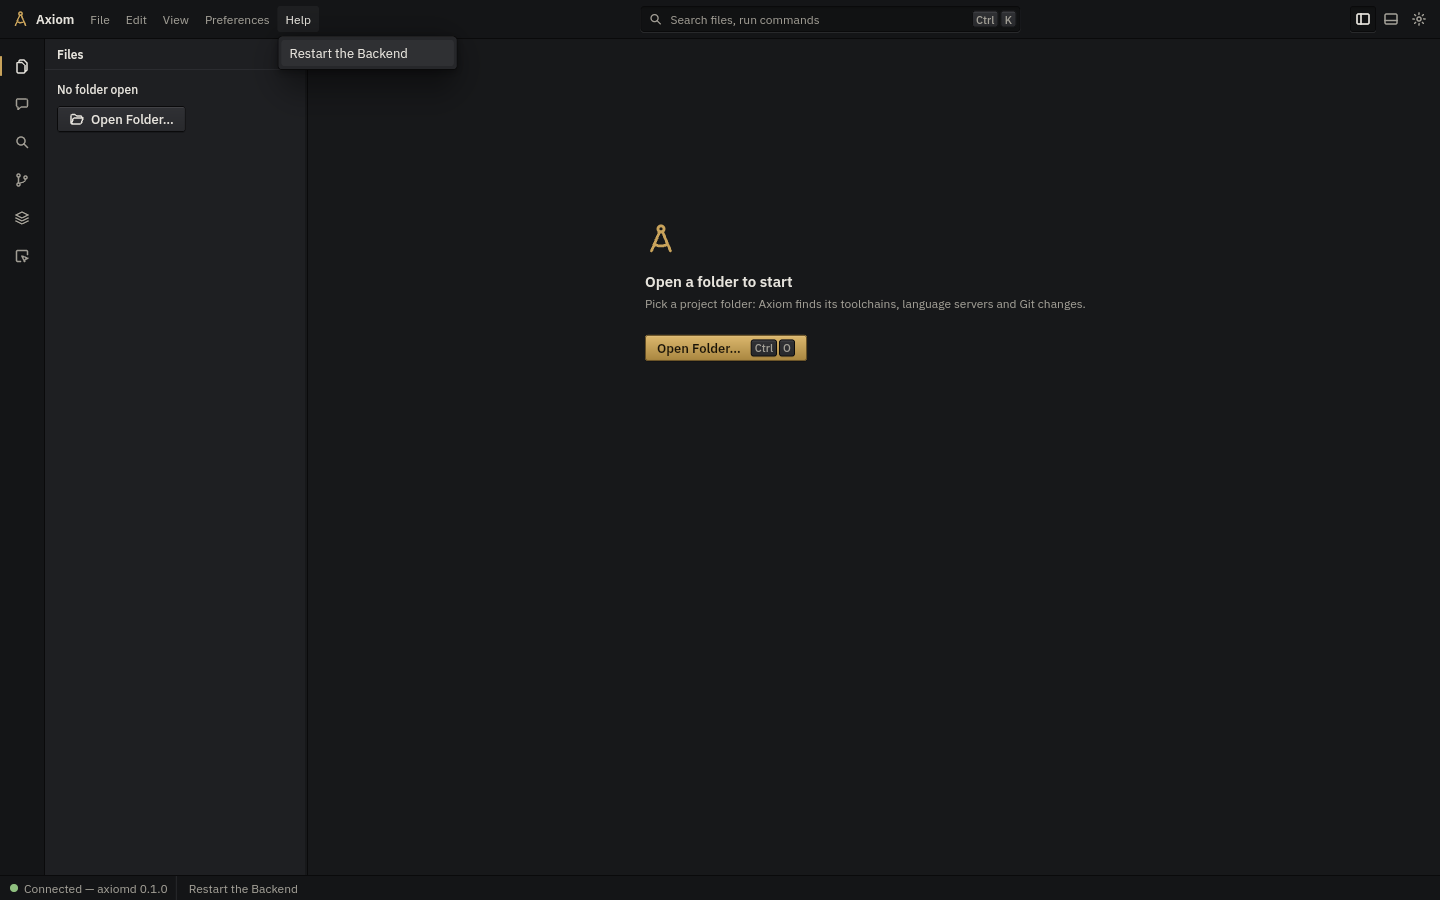 Axiom File Edit View Preferences Help
Search files, run commands Ctrl K
Restart the Backend
Files
No folder open
Open Folder...
Open a folder to start
Pick a project folder: Axiom finds its toolchains, language servers and Git changes.
Open Folder... Ctrl O
Connected — axiomd 0.1.0 Restart the Backend